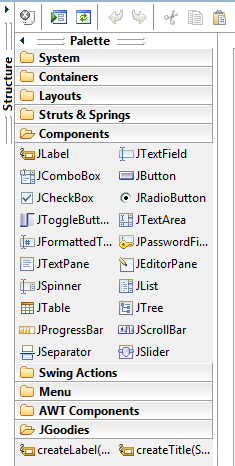 Structure
Palette
System
Containers
Layouts
Struts & Springs
Components
JLabel JTextField
JComboBox JButton
JCheckBox JRadioButton
JToggleButt... JTextArea
JFormattedT... JPasswordFi...
JTextPane JEditorPane
JSpinner JList
JTable JTree
JProgressBar JScrollBar
JSeparator JSlider
Swing Actions
Menu
AWT Components
JGoodies
createLabel(... createTitle(S...